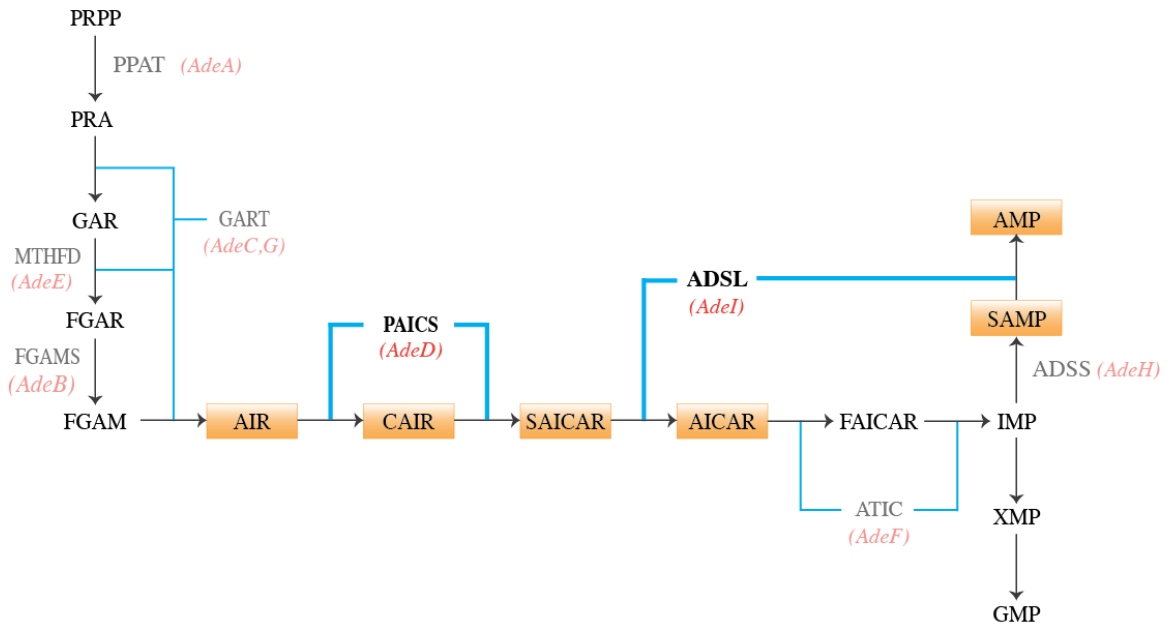 PRPP
PPAT (AdeA)
PRA
GAR
GART
(AdeC,G)
MTHFD
(AdeE)
FGAR
FGAMS
(AdeB)
FGAM
AIR
PAICS
(AdeD)
CAIR
SAICAR
ADSL
(AdeI)
AICAR
FAICAR
ATIC
(AdeF)
AMP
SAMP
ADSS (AdeH)
IMP
XMP
GMP